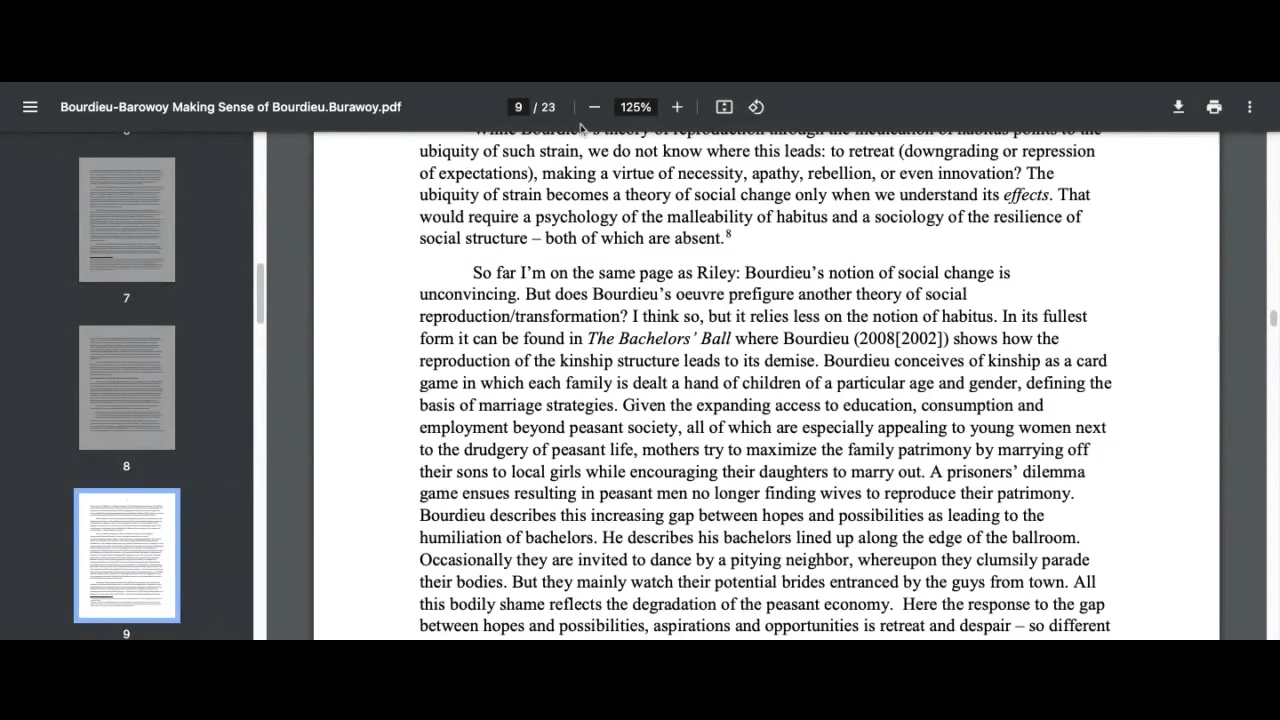 Bourdieu-Barowoy Making Sense of Bourdieu.Burawoy.pdf
9 / 23
125%
While Bourdieu's theory of reproduction through the mediation of habitus points to the
ubiquity of such strain, we do not know where this leads: to retreat (downgrading or repression
of expectations), making a virtue of necessity, apathy, rebellion, or even innovation? The
ubiquity of strain becomes a theory of social change only when we understand its effects. That
would require a psychology of the malleability of habitus and a sociology of the resilience of
social structure – both of which are absent.8
So far I'm on the same page as Riley: Bourdieu's notion of social change is
unconvincing. But does Bourdieu's oeuvre prefigure another theory of social
reproduction/transformation? I think so, but it relies less on the notion of habitus. In its fullest
form it can be found in The Bachelors' Ball where Bourdieu (2008[2002]) shows how the
reproduction of the kinship structure leads to its demise. Bourdieu conceives of kinship as a card
game in which each family is dealt a hand of children of a particular age and gender, defining the
basis of marriage strategies. Given the expanding access to education, consumption and
employment beyond peasant society, all of which are especially appealing to young women next
to the drudgery of peasant life, mothers try to maximize the family patrimony by marrying off
their sons to local girls while encouraging their daughters to marry out. A prisoners' dilemma
game ensues resulting in peasant men no longer finding wives to reproduce their patrimony.
Bourdieu describes this increasing gap between hopes and possibilities as leading to the
humiliation of bachelors. He describes his bachelors lined up along the edge of the ballroom.
Occasionally they are invited to dance by a pitying neighbor, whereupon they clumsily parade
their bodies. But they mainly watch their potential brides entranced by the guys from town. All
this bodily shame reflects the degradation of the peasant economy.  Here the response to the gap
between hopes and possibilities, aspirations and opportunities is retreat and despair – so different
7
8
9